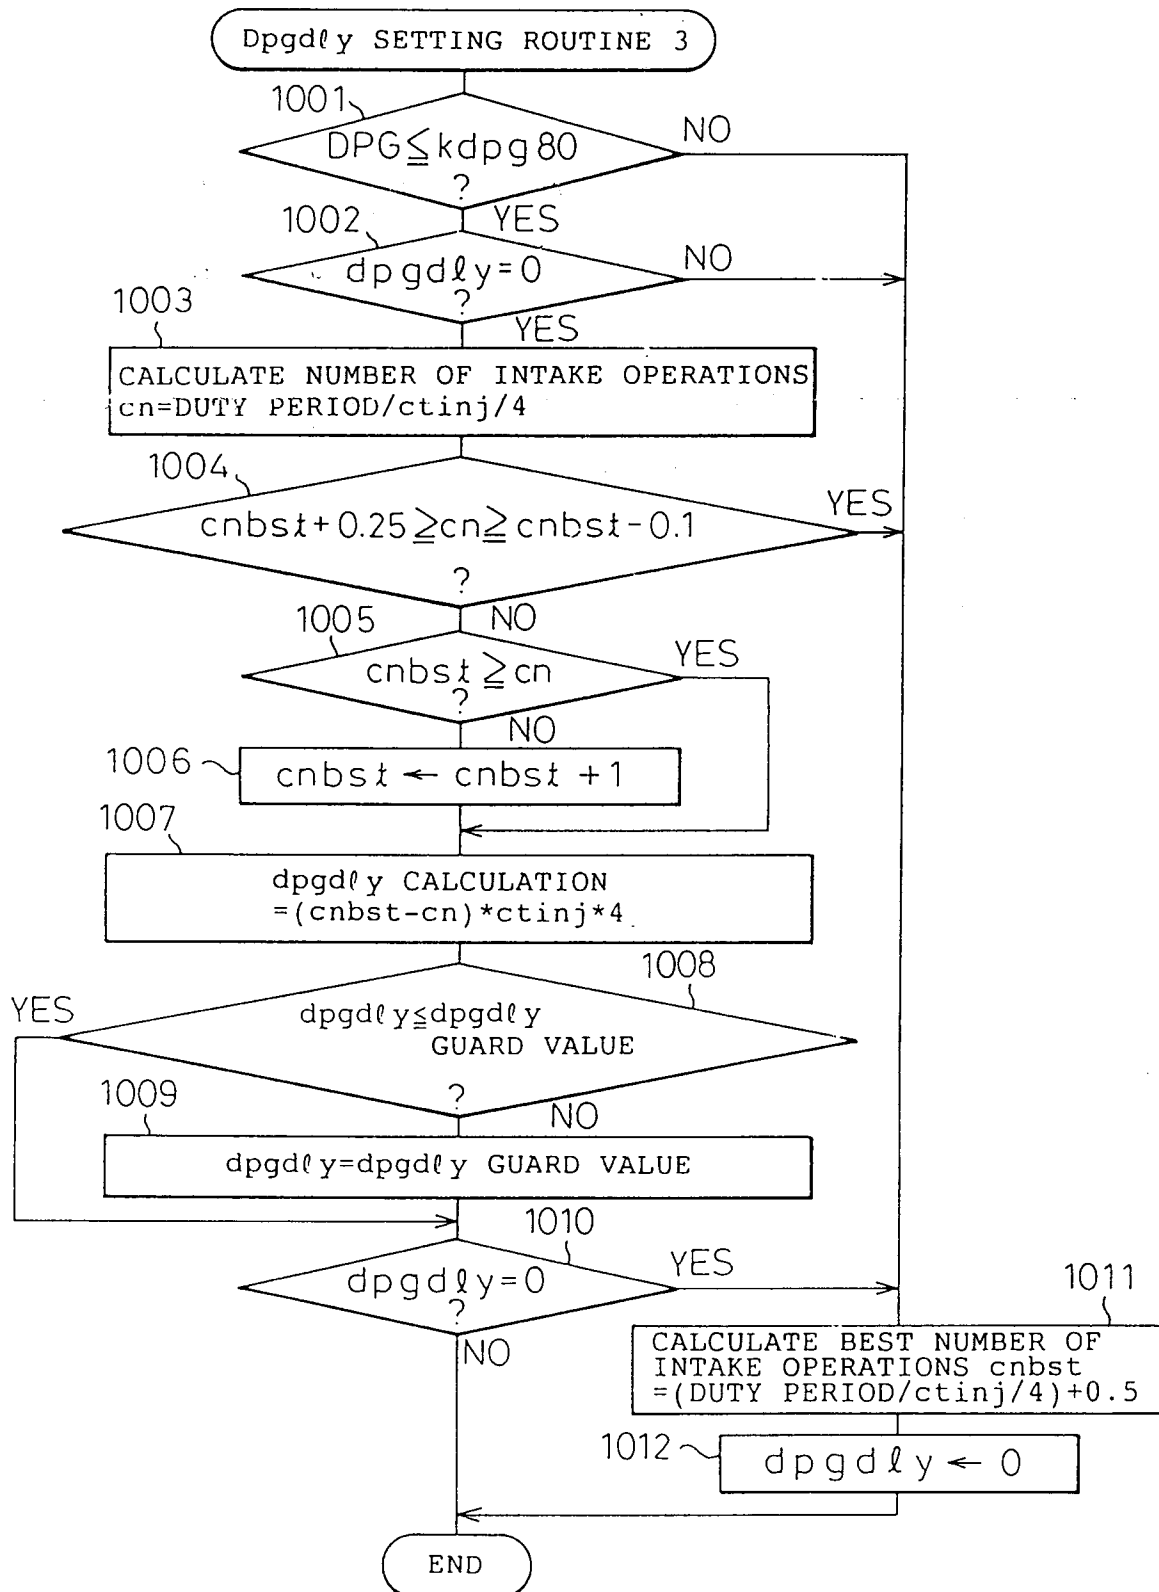 Dpgdℓy SETTING ROUTINE 3
1001
DPG≦kdpg80
?
NO
YES
1002
dpgdℓy=0
?
NO
YES
1003
CALCULATE NUMBER OF INTAKE OPERATIONS
cn=DUTY PERIOD/ctinj/4
1004
cnbst+0.25≧cn≧cnbst-0.1
?
YES
NO
1005
cnbst≧cn
?
YES
NO
1006
cnbst ← cnbst +1
1007
dpgdℓy CALCULATION
=(cnbst-cn)*ctinj*4
1008
YES
dpgdℓy≦dpgdℓy
GUARD VALUE
?
NO
1009
dpgdℓy=dpgdℓy GUARD VALUE
1010
dpgdℓy=0
?
YES
NO
1011
CALCULATE BEST NUMBER OF
INTAKE OPERATIONS cnbst
=(DUTY PERIOD/ctinj/4)+0.5
1012
dpgdℓy ← 0
END